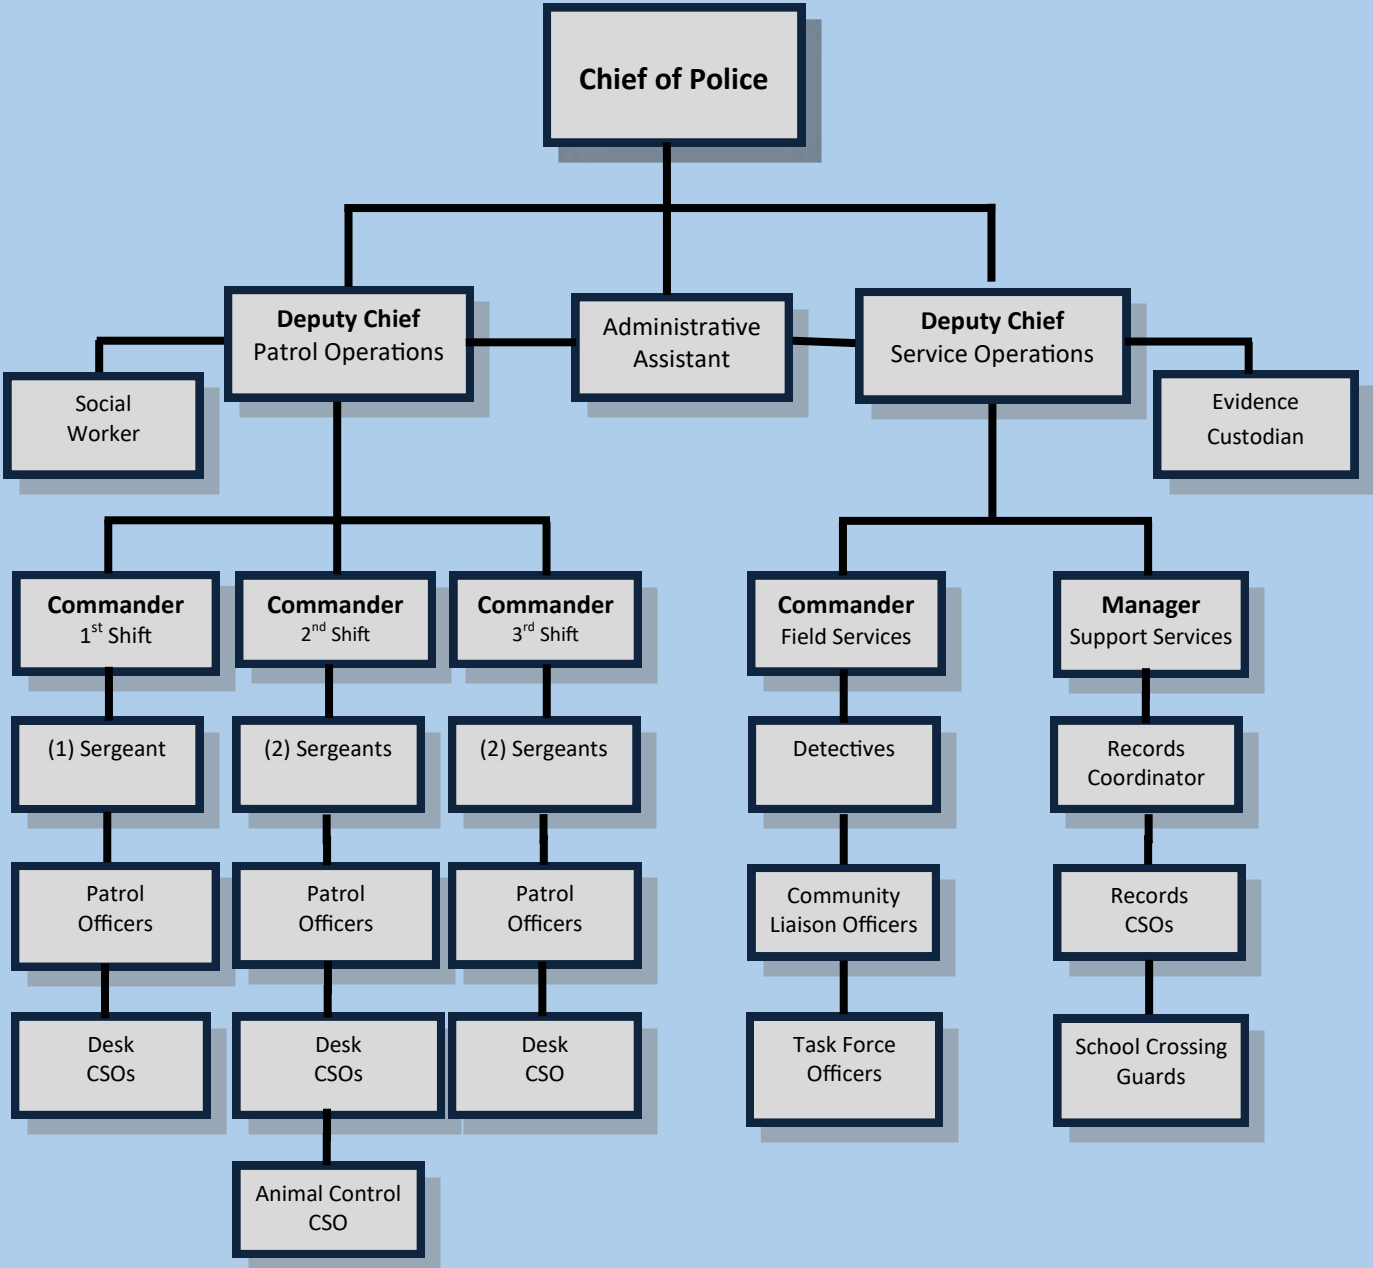 Chief of Police
Deputy Chief
Patrol Operations
Administrative
Assistant
Deputy Chief
Service Operations
Social
Worker
Evidence
Custodian
Commander
1st Shift
Commander
2nd Shift
Commander
3rd Shift
Commander
Field Services
Manager
Support Services
(1) Sergeant
(2) Sergeants
(2) Sergeants
Detectives
Records
Coordinator
Patrol
Officers
Patrol
Officers
Patrol
Officers
Community
Liaison Officers
Records
CSOs
Desk
CSOs
Desk
CSOs
Desk
CSO
Task Force
Officers
School Crossing
Guards
Animal Control
CSO